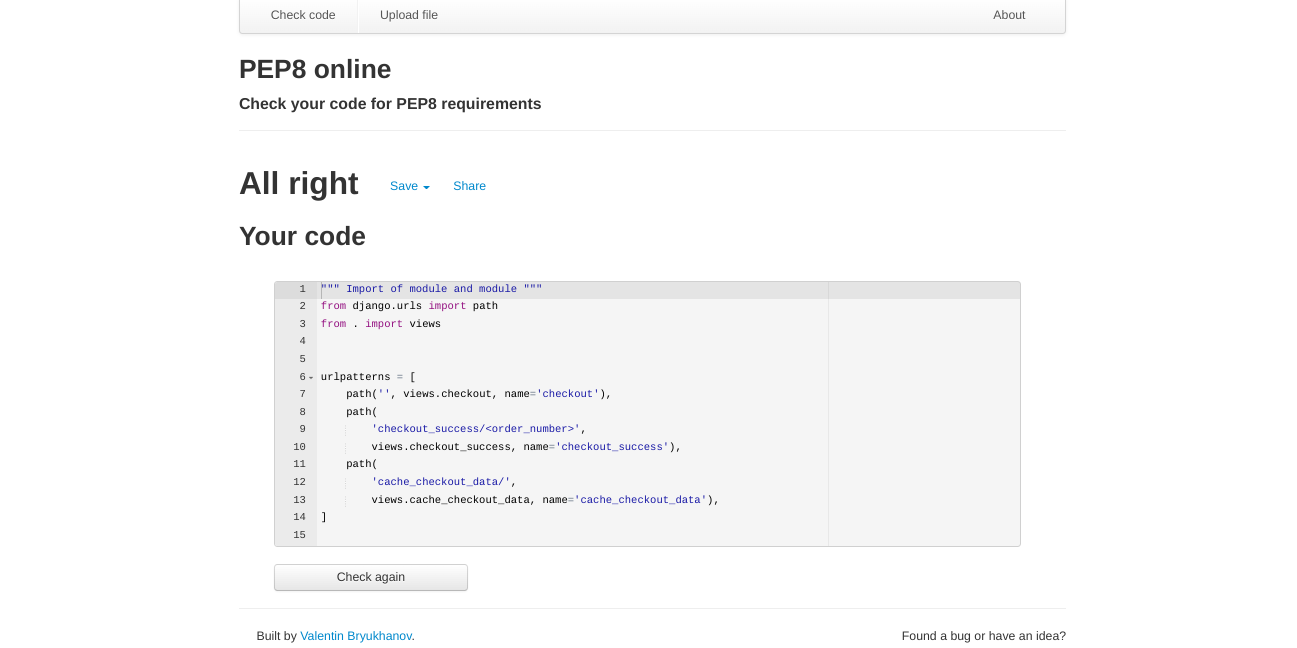 Check code Upload file About
PEP8 online
Check your code for PEP8 requirements
All right Save Share
Your code
1 """ Import of module and module """
2 from django.urls import path
3 from . import views
4
5
6 urlpatterns = [
7     path('', views.checkout, name='checkout'),
8     path(
9         'checkout_success/<order_number>',
10         views.checkout_success, name='checkout_success'),
11     path(
12         'cache_checkout_data/',
13         views.cache_checkout_data, name='cache_checkout_data'),
14 ]
15
Check again
Built by Valentin Bryukhanov. Found a bug or have an idea?